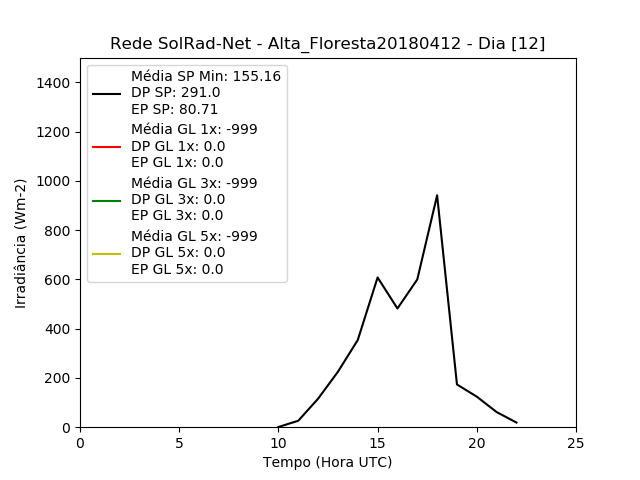 Rede SolRad-Net - Alta_Floresta20180412 - Dia [12]
Média SP Min: 155.16
DP SP: 291.0
EP SP: 80.71
Média GL 1x: -999
DP GL 1x: 0.0
EP GL 1x: 0.0
Média GL 3x: -999
DP GL 3x: 0.0
EP GL 3x: 0.0
Média GL 5x: -999
DP GL 5x: 0.0
EP GL 5x: 0.0
Irradiância (Wm-2)
1400
1200
1000
800
600
400
200
0
0 5 10 15 20 25
Tempo (Hora UTC)